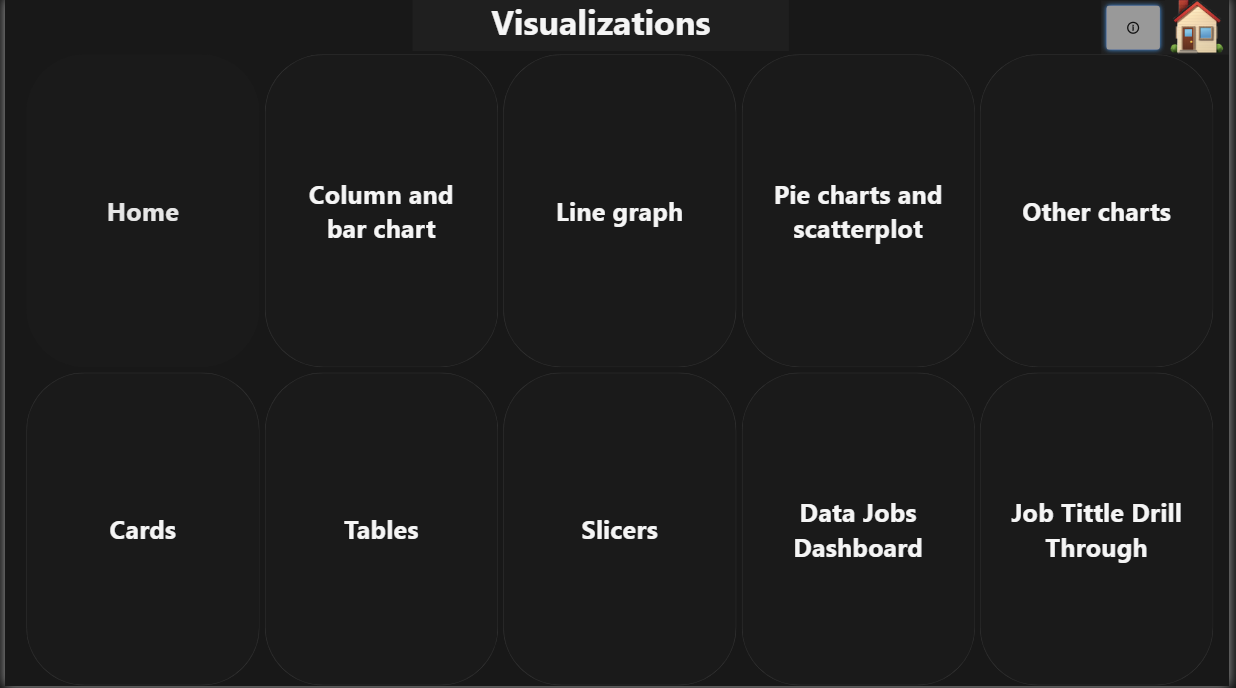 Visualizations
Home
Column and
bar chart
Line graph
Pie charts and
scatterplot
Other charts
Cards
Tables
Slicers
Data Jobs
Dashboard
Job Tittle Drill
Through